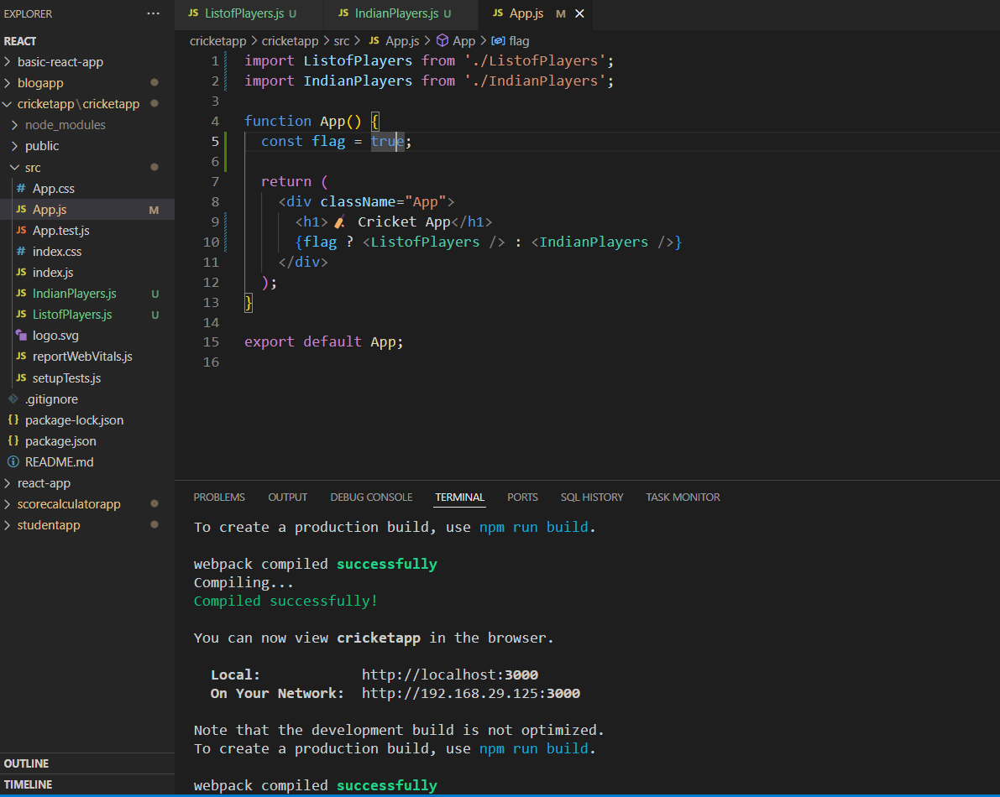 EXPLORER ...
REACT
basic-react-app
blogapp
cricketapp\cricketapp
node_modules
public
src
# App.css
JS App.js M
JS App.test.js
# index.css
JS index.js
JS IndianPlayers.js U
JS ListofPlayers.js U
logo.svg
JS reportWebVitals.js
JS setupTests.js
.gitignore
{} package-lock.json
{} package.json
README.md
react-app
scorecalculatorapp
studentapp
OUTLINE
TIMELINE
JS ListofPlayers.js U JS IndianPlayers.js U JS App.js M
cricketapp > cricketapp > src > JS App.js > App > flag
1 import ListofPlayers from './ListofPlayers';
2 import IndianPlayers from './IndianPlayers';
3
4 function App() {
5 const flag = true;
6
7 return (
8 <div className="App">
9 <h1>🏏 Cricket App</h1>
10 {flag ? <ListofPlayers /> : <IndianPlayers />}
11 </div>
12 );
13 }
14
15 export default App;
16
PROBLEMS OUTPUT DEBUG CONSOLE TERMINAL PORTS SQL HISTORY TASK MONITOR
To create a production build, use npm run build.
webpack compiled successfully
Compiling...
Compiled successfully!
You can now view cricketapp in the browser.
Local: http://localhost:3000
On Your Network: http://192.168.29.125:3000
Note that the development build is not optimized.
To create a production build, use npm run build.
webpack compiled successfully